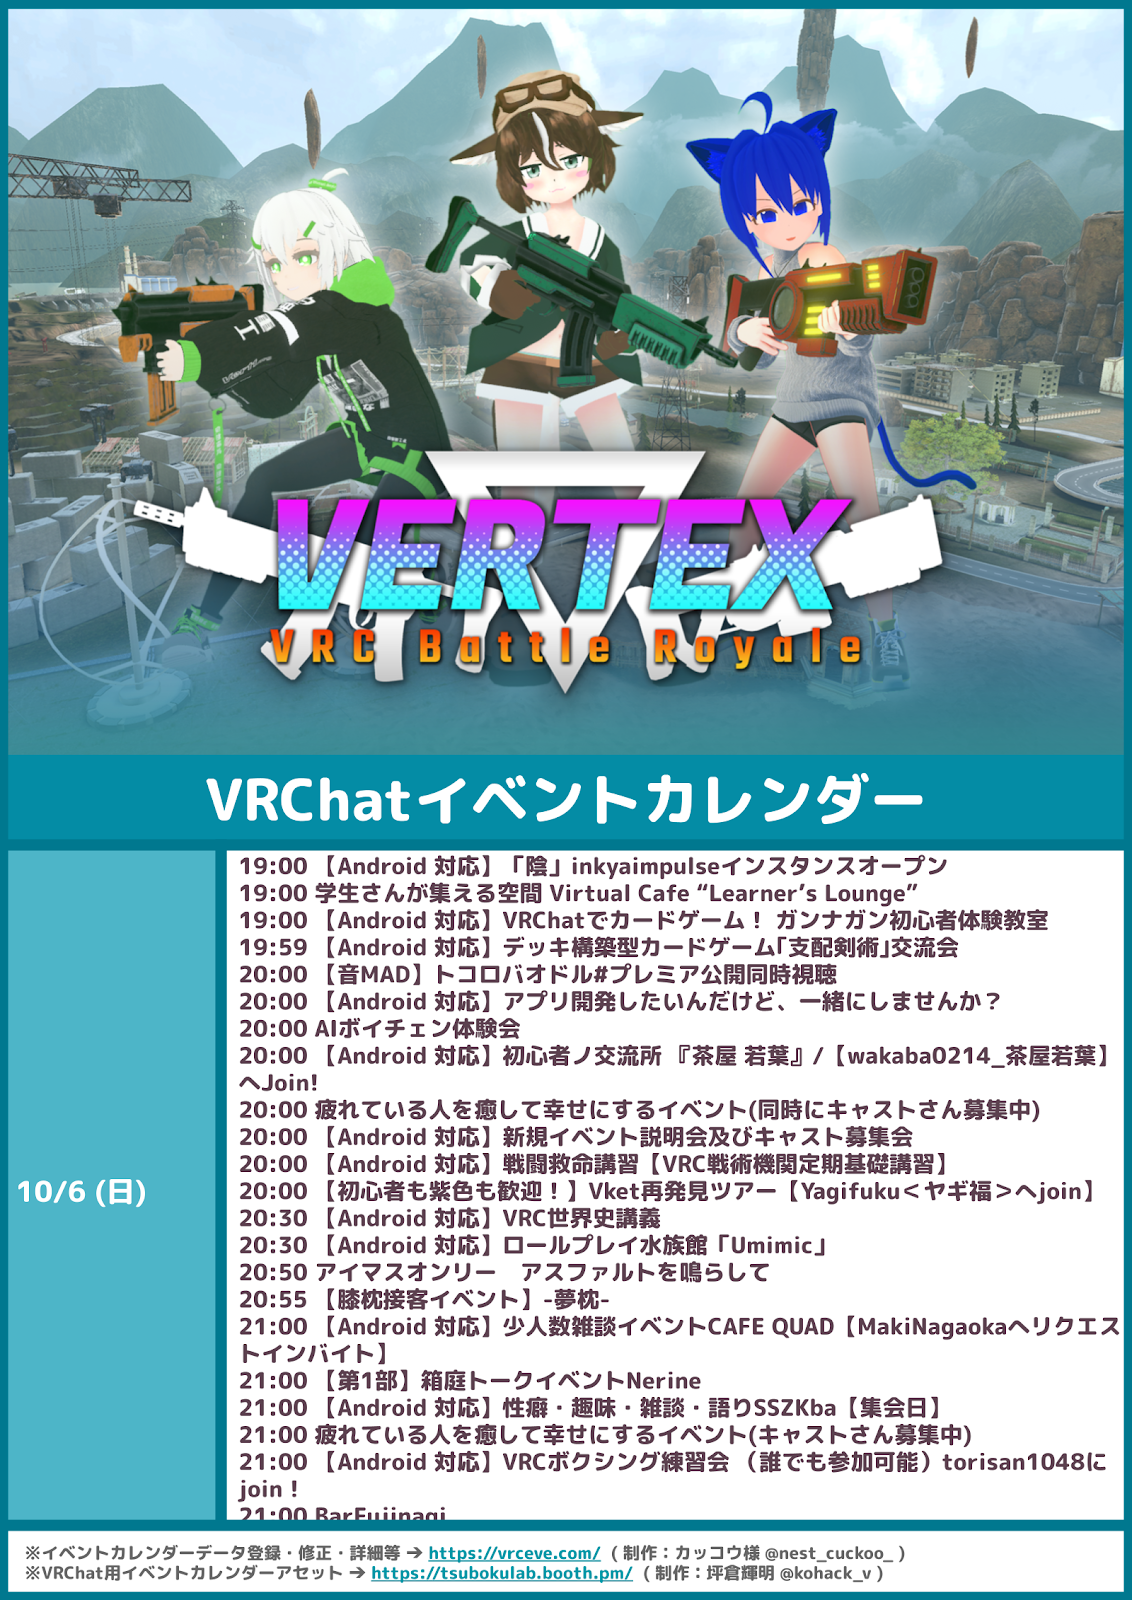 VERTEX
VRC Battle Royale
VRChatイベントカレンダー
10/6 (日)
19:00 【Android 対応】「陰」inkyaimpulseインスタンスオープン
19:00 学生さんが集える空間 Virtual Cafe “Learner’s Lounge”
19:00 【Android 対応】VRChatでカードゲーム！ ガンナガン初心者体験教室
19:59 【Android 対応】デッキ構築型カードゲーム｢支配剣術｣交流会
20:00 【音MAD】トコロバオドル#プレミア公開同時視聴
20:00 【Android 対応】アプリ開発したいんだけど、一緒にしませんか？
20:00 AIボイチェン体験会
20:00 【Android 対応】初心者ノ交流所 『茶屋 若葉』/【wakaba0214_茶屋若葉】
へJoin!
20:00 疲れている人を癒して幸せにするイベント(同時にキャストさん募集中)
20:00 【Android 対応】新規イベント説明会及びキャスト募集会
20:00 【Android 対応】戦闘救命講習【VRC戦術機関定期基礎講習】
20:00 【初心者も紫色も歓迎！】Vket再発見ツアー【Yagifuku＜ヤギ福＞へjoin】
20:30 【Android 対応】VRC世界史講義
20:30 【Android 対応】ロールプレイ水族館「Umimic」
20:50 アイマスオンリー　アスファルトを鳴らして
20:55 【膝枕接客イベント】-夢枕-
21:00 【Android 対応】少人数雑談イベントCAFE QUAD【MakiNagaokaへリクエス
トインバイト】
21:00 【第1部】箱庭トークイベントNerine
21:00 【Android 対応】性癖・趣味・雑談・語りSSZKba【集会日】
21:00 疲れている人を癒して幸せにするイベント(キャストさん募集中)
21:00 【Android 対応】VRCボクシング練習会 （誰でも参加可能）torisan1048に
join！
21:00 BarFujinagi
※イベントカレンダーデータ登録・修正・詳細等 → https://vrceve.com/ ( 制作：カッコウ様 @nest_cuckoo_ )
※VRChat用イベントカレンダーアセット → https://tsubokulab.booth.pm/ ( 制作：坪倉輝明 @kohack_v )